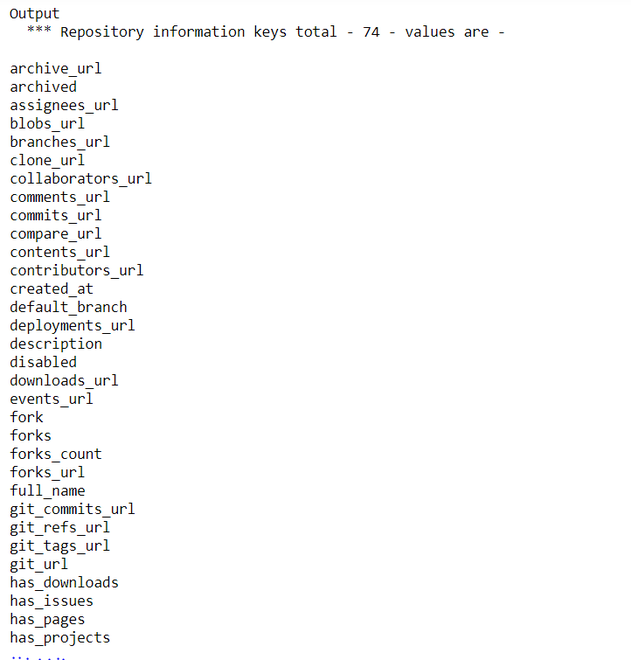 Output
*** Repository information keys total - 74 - values are -
archive_url
archived
assignees_url
blobs_url
branches_url
clone_url
collaborators_url
comments_url
commits_url
compare_url
contents_url
contributors_url
created_at
default_branch
deployments_url
description
disabled
downloads_url
events_url
fork
forks
forks_count
forks_url
full_name
git_commits_url
git_refs_url
git_tags_url
git_url
has_downloads
has_issues
has_pages
has_projects